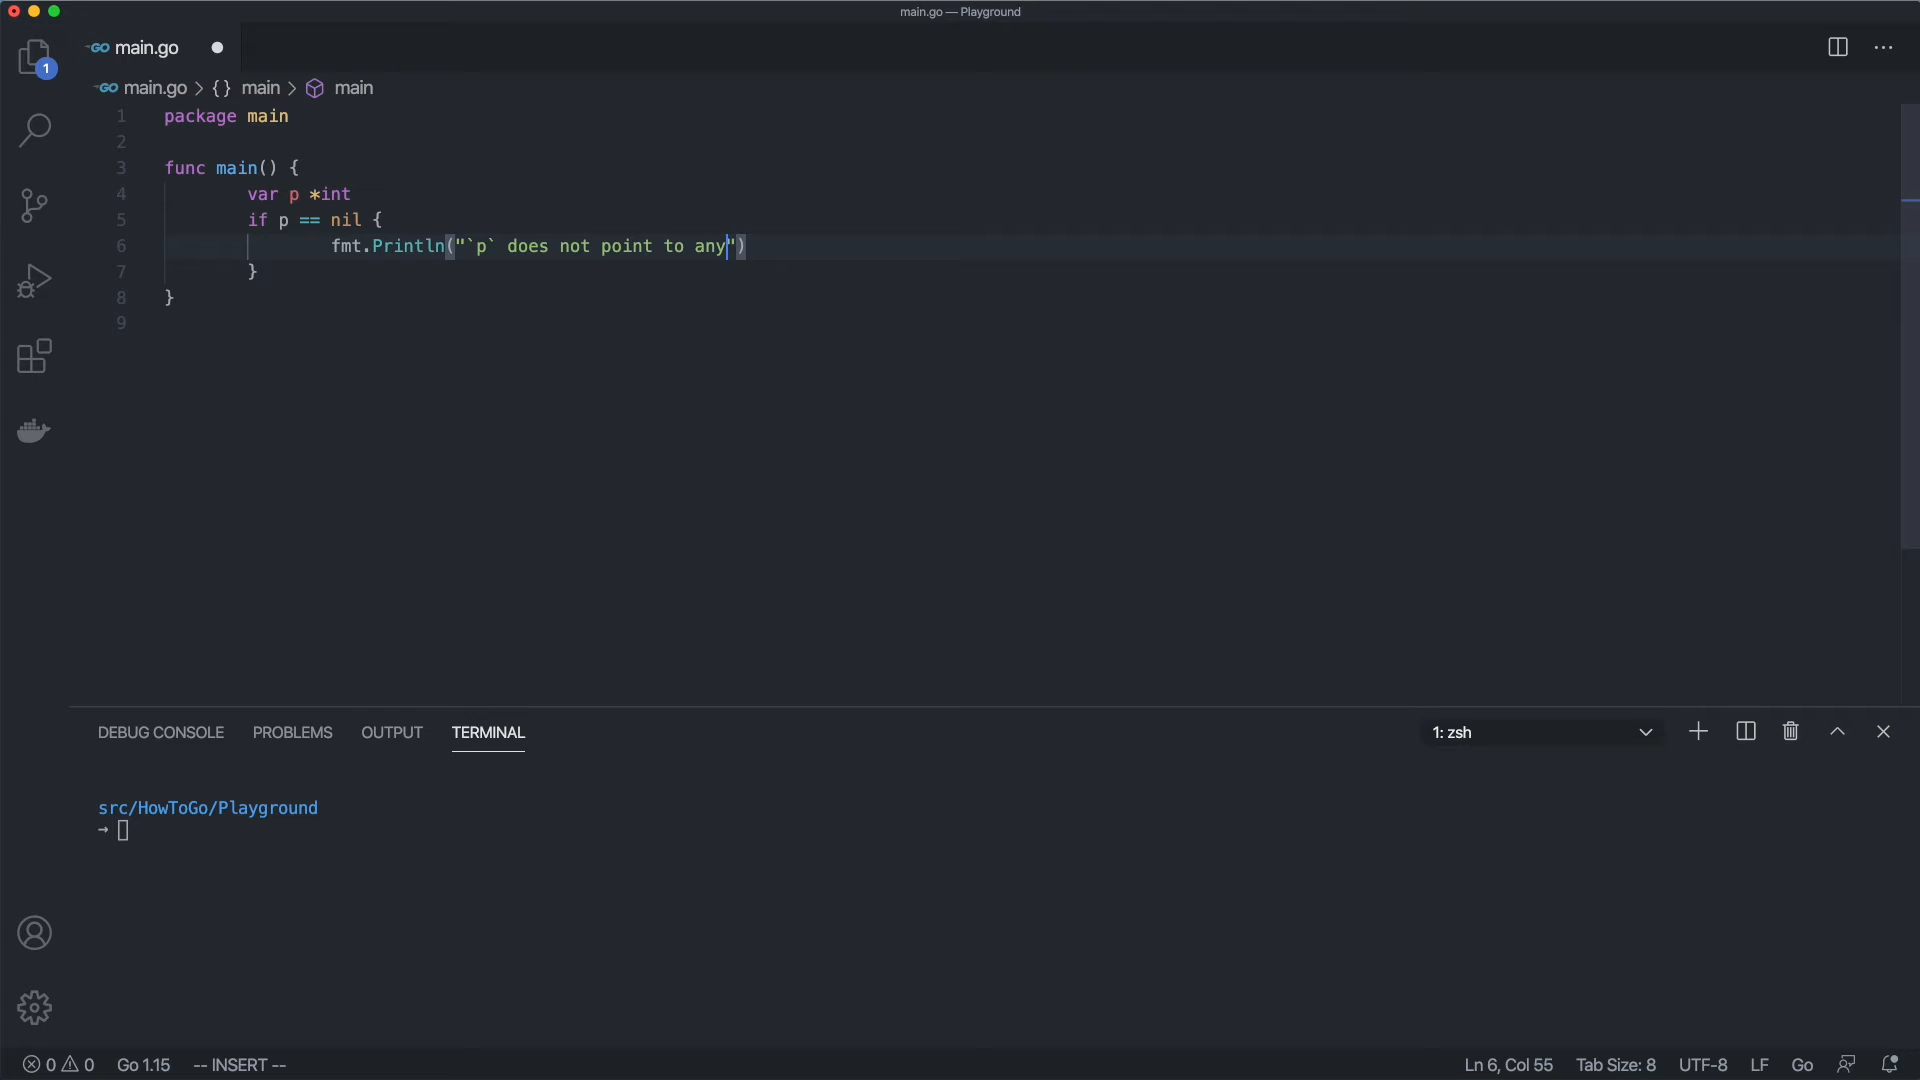 main.go — Playground
GO main.go
1
GO main.go > {} main > main
1 package main
2
3 func main() {
4 var p *int
5 if p == nil {
6 fmt.Println("`p` does not point to any")
7 }
8 }
9
DEBUG CONSOLE PROBLEMS OUTPUT TERMINAL 1: zsh
src/HowToGo/Playground
→
0 0 Go 1.15 -- INSERT -- Ln 6, Col 55 Tab Size: 8 UTF-8 LF Go